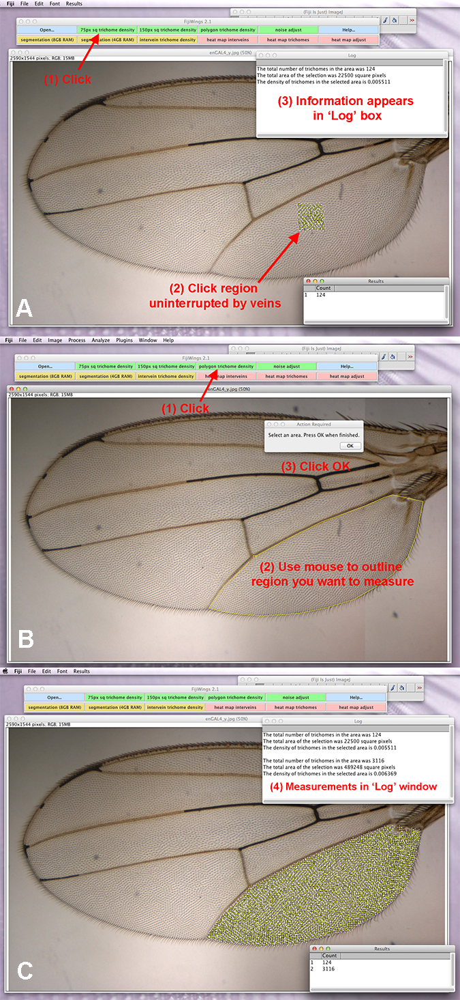 Fiji File Edit Font Results
(Fiji Is Just) ImageJ
>>
FijiWings 2.1
Open... 75px sq trichome density 150px sq trichome density polygon trichome density noise adjust Help...
segmentation (8GB RAM) segmentation (4GB RAM) intervein trichome density heat map interveins heat map trichomes heat map adjust
enGAL4_y.jpg (50%)
2590x1544 pixels; RGB; 15MB
Log
The total number of trichomes in the area was 124
The total area of the selection was 22500 square pixels
The density of trichomes in the selected area is 0.005511
(1) Click
(3) Information appears
in ‘Log’ box
(2) Click region
uninterrupted by veins
Results
Count
1 124
A
Fiji File Edit Image Process Analyze Plugins Window Help
(Fiji Is Just) ImageJ
>>
FijiWings 2.1
Open... 75px sq trichome density 150px sq trichome density polygon trichome density noise adjust Help...
segmentation (8GB RAM) segmentation (4GB RAM) intervein trichome density heat map interveins heat map trichomes heat map adjust
enGAL4_y.jpg (50%)
2590x1544 pixels; RGB; 15MB
(1) Click
Action Required
Select an area. Press OK when finished.
OK
(3) Click OK
(2) Use mouse to outline
region you want to measure
B
Fiji File Edit Font Results
(Fiji Is Just) ImageJ
>>
FijiWings 2.1
Open... 75px sq trichome density 150px sq trichome density polygon trichome density noise adjust Help...
segmentation (8GB RAM) segmentation (4GB RAM) intervein trichome density heat map interveins heat map trichomes heat map adjust
enGAL4_y.jpg (50%)
2590x1544 pixels; RGB; 15MB
Log
The total number of trichomes in the area was 124
The total area of the selection was 22500 square pixels
The density of trichomes in the selected area is 0.005511
The total number of trichomes in the area was 3116
The total area of the selection was 489248 square pixels
The density of trichomes in the selected area is 0.006369
(4) Measurements in ‘Log’ window
Results
Count
1 124
2 3116
C